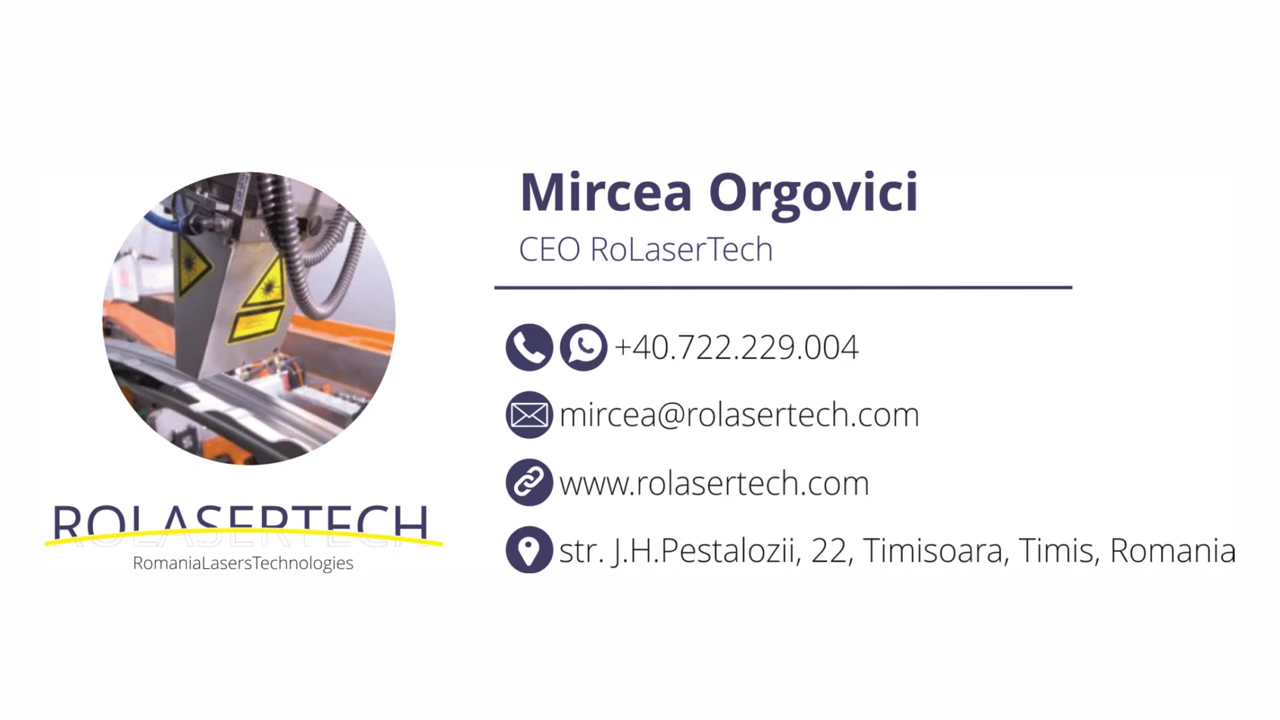 Mircea Orgovici
CEO RoLaserTech
+40.722.229.004
mircea@rolasertech.com
www.rolasertech.com
str. J.H.Pestalozii, 22, Timisoara, Timis, Romania
ROLASERTECH
RomaniaLasersTechnologies